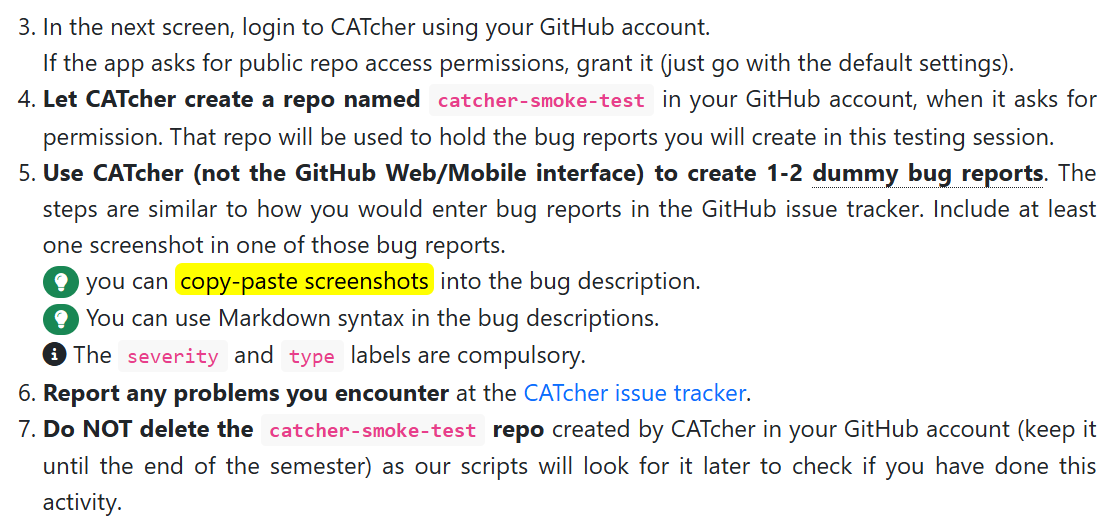 3. In the next screen, login to CATcher using your GitHub account.
If the app asks for public repo access permissions, grant it (just go with the default settings).
4. Let CATcher create a repo named catcher-smoke-test in your GitHub account, when it asks for
permission. That repo will be used to hold the bug reports you will create in this testing session.
5. Use CATcher (not the GitHub Web/Mobile interface) to create 1-2 dummy bug reports. The
steps are similar to how you would enter bug reports in the GitHub issue tracker. Include at least
one screenshot in one of those bug reports.
you can copy-paste screenshots into the bug description.
You can use Markdown syntax in the bug descriptions.
The severity and type labels are compulsory.
6. Report any problems you encounter at the CATcher issue tracker.
7. Do NOT delete the catcher-smoke-test repo created by CATcher in your GitHub account (keep it
until the end of the semester) as our scripts will look for it later to check if you have done this
activity.